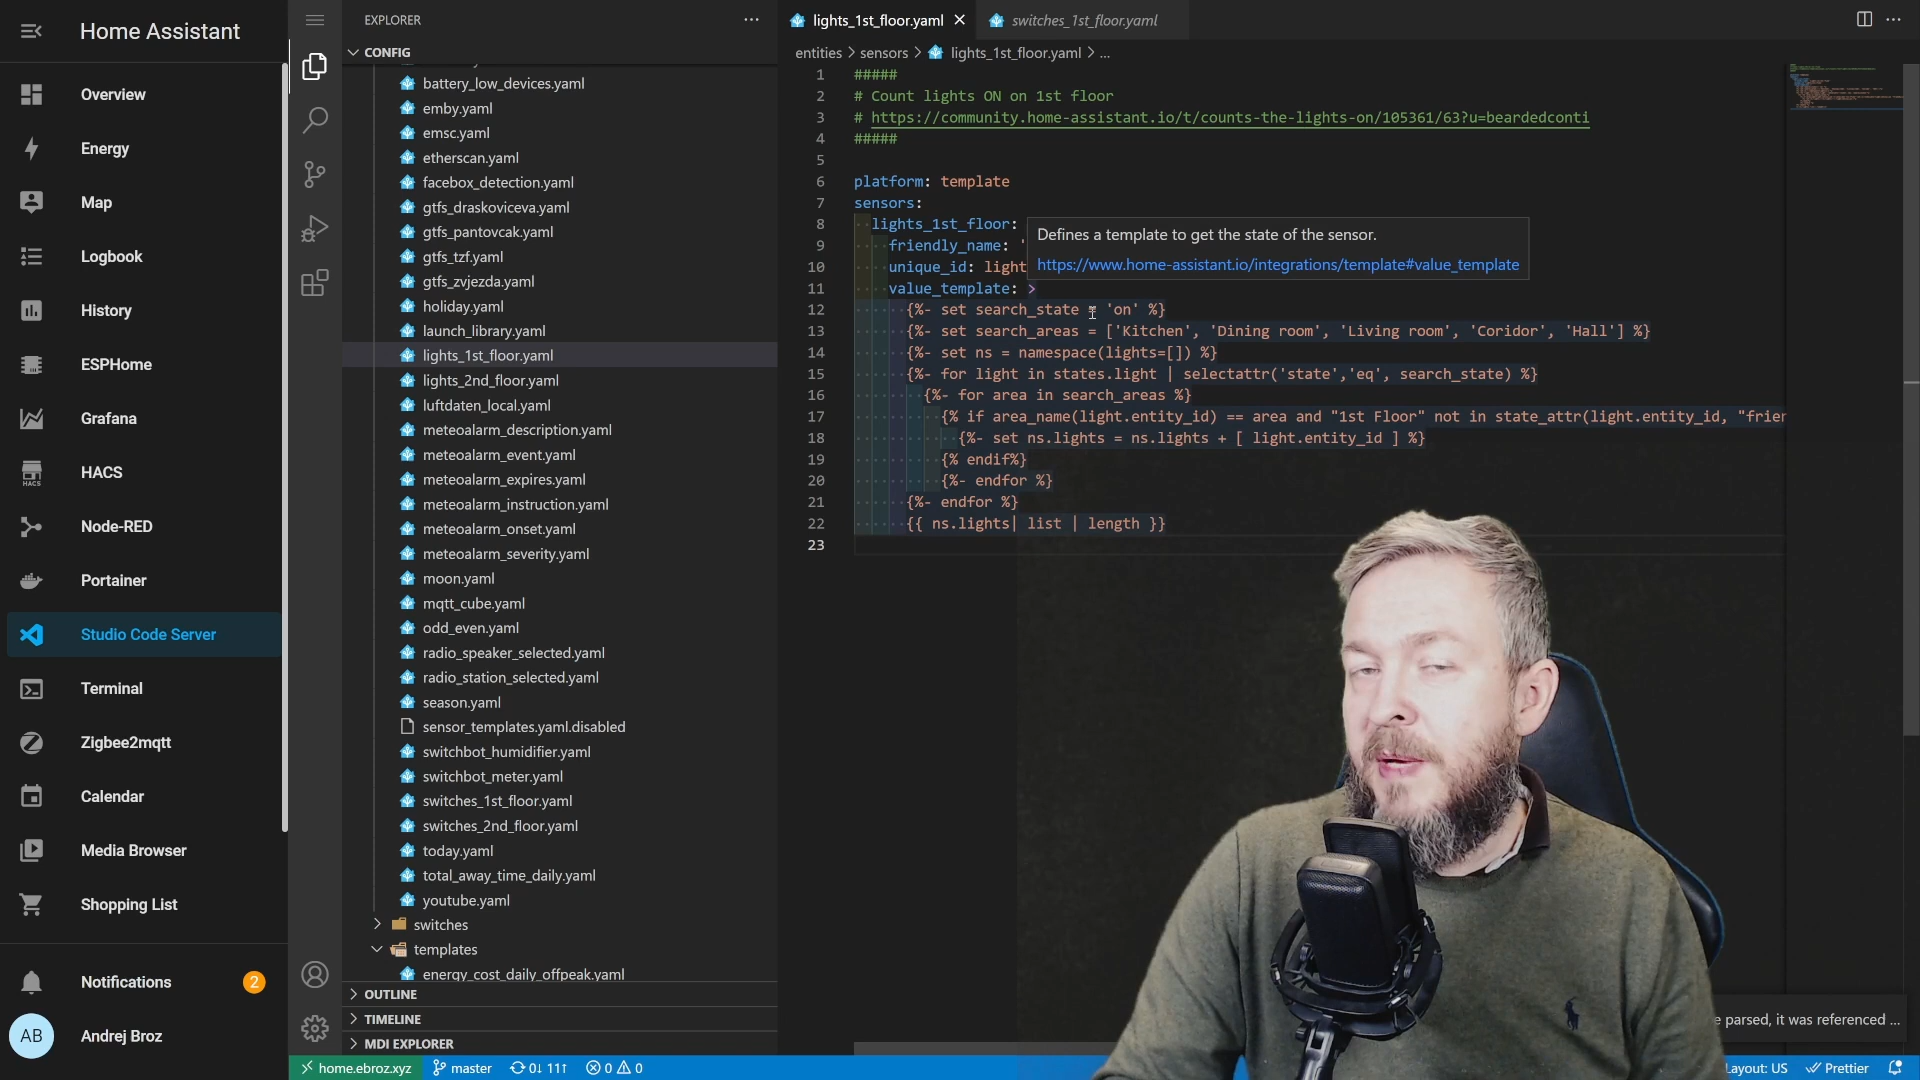 Home Assistant
Overview
Energy
Map
Logbook
History
ESPHome
Grafana
HACS
HACS
Node-RED
Portainer
Studio Code Server
Terminal
Zigbee2mqtt
Calendar
Media Browser
Shopping List
Notifications
2
AB
Andrej Broz
EXPLORER
CONFIG
battery_low_devices.yaml
emby.yaml
emsc.yaml
etherscan.yaml
facebox_detection.yaml
gtfs_draskoviceva.yaml
gtfs_pantovcak.yaml
gtfs_tzf.yaml
gtfs_zvjezda.yaml
holiday.yaml
launch_library.yaml
lights_1st_floor.yaml
lights_2nd_floor.yaml
luftdaten_local.yaml
meteoalarm_description.yaml
meteoalarm_event.yaml
meteoalarm_expires.yaml
meteoalarm_instruction.yaml
meteoalarm_onset.yaml
meteoalarm_severity.yaml
moon.yaml
mqtt_cube.yaml
odd_even.yaml
radio_speaker_selected.yaml
radio_station_selected.yaml
season.yaml
sensor_templates.yaml.disabled
switchbot_humidifier.yaml
switchbot_meter.yaml
switches_1st_floor.yaml
switches_2nd_floor.yaml
today.yaml
total_away_time_daily.yaml
youtube.yaml
switches
templates
energy_cost_daily_offpeak.yaml
OUTLINE
TIMELINE
MDI EXPLORER
lights_1st_floor.yaml
switches_1st_floor.yaml
entities > sensors > lights_1st_floor.yaml > ...
1 #####
2 # Count lights ON on 1st floor
3 # https://community.home-assistant.io/t/counts-the-lights-on/105361/63?u=beardedconti
4 #####
5
6 platform: template
7 sensors:
8 lights_1st_floor:
9 friendly_name: '
10 unique_id: light
Defines a template to get the state of the sensor.
https://www.home-assistant.io/integrations/template#value_template
11 value_template: >
12 {%- set search_state = 'on' %}
13 {%- set search_areas = ['Kitchen', 'Dining room', 'Living room', 'Coridor', 'Hall'] %}
14 {%- set ns = namespace(lights=[]) %}
15 {%- for light in states.light | selectattr('state','eq', search_state) %}
16 {%- for area in search_areas %}
17 {% if area_name(light.entity_id) == area and "1st Floor" not in state_attr(light.entity_id, "frien
18 {%- set ns.lights = ns.lights + [ light.entity_id ] %}
19 {% endif%}
20 {%- endfor %}
21 {%- endfor %}
22 {{ ns.lights| list | length }}
23
e parsed, it was referenced ...
home.ebroz.xyz
master
0↓ 11↑
0 0
Layout: US
Prettier